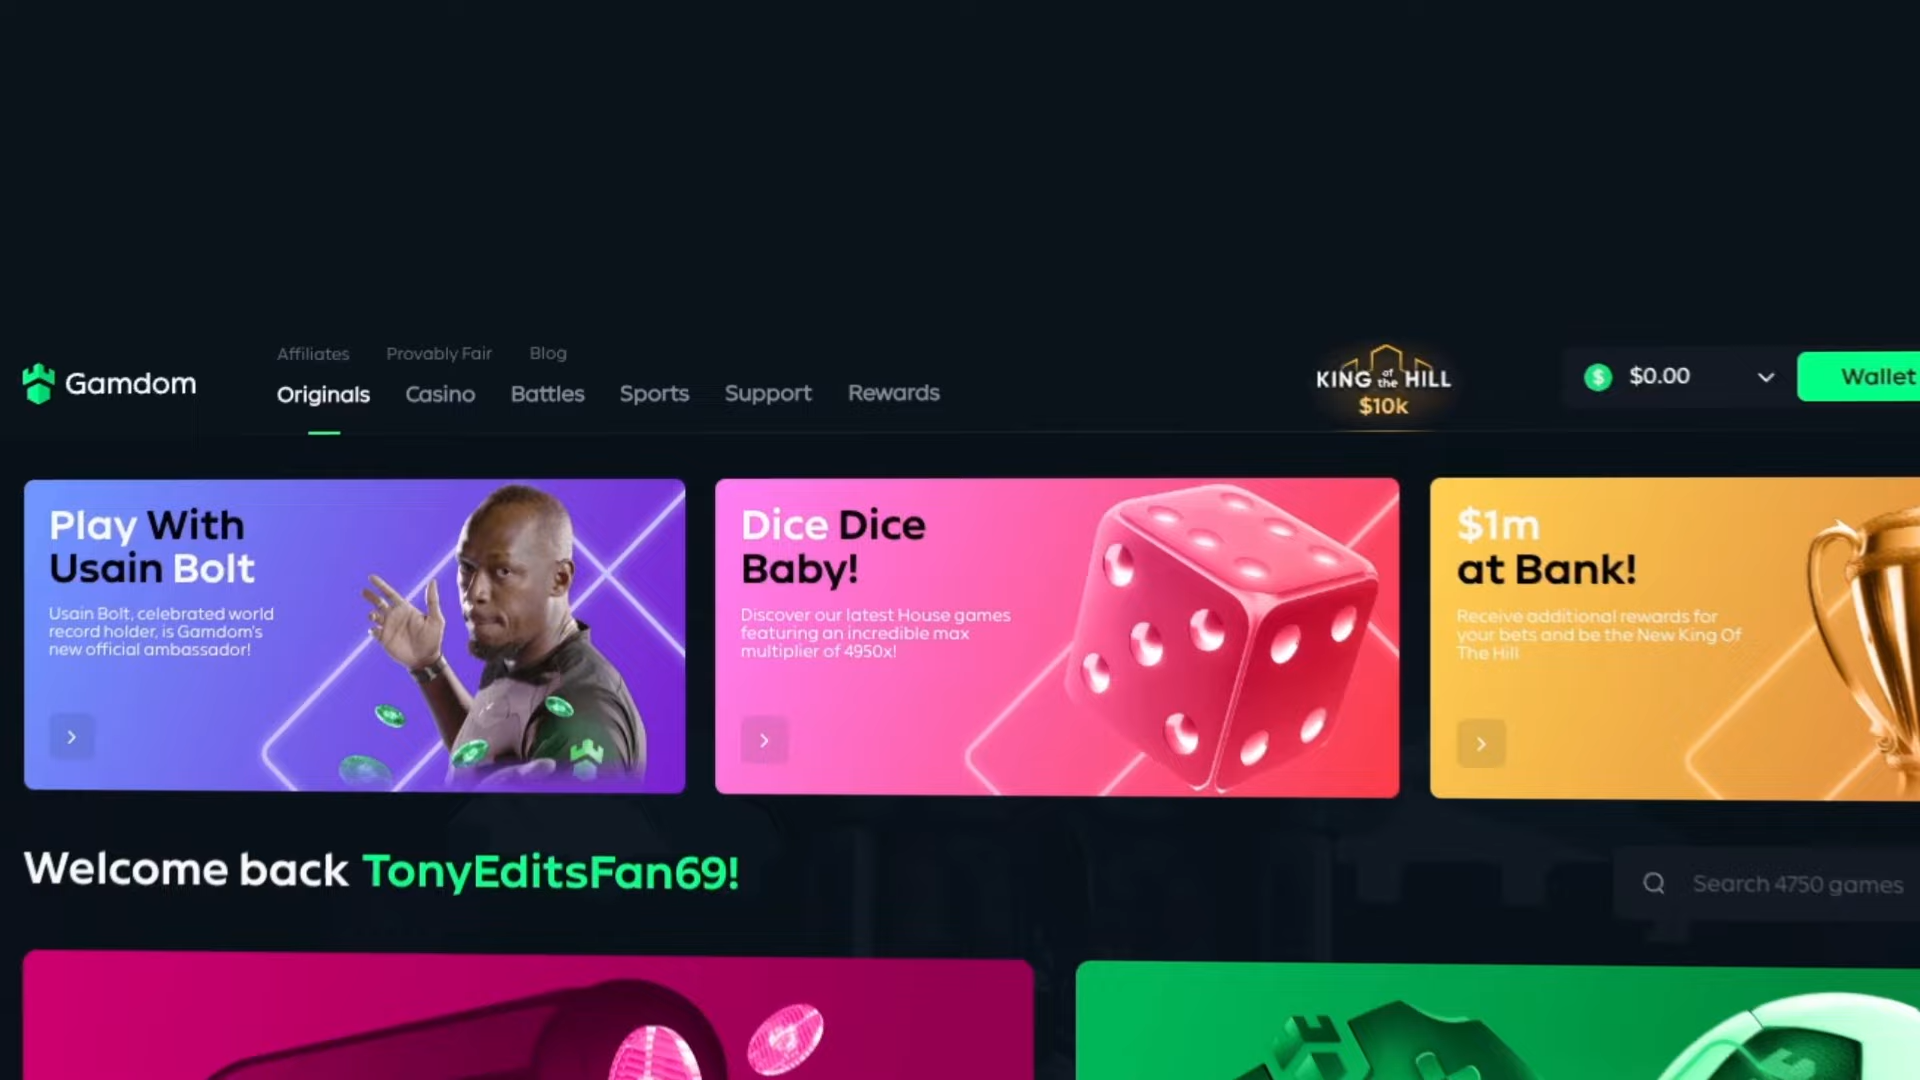 Affiliates Provably Fair Blog
Gamdom
Originals Casino Battles Sports Support Rewards
KING of the HILL
$10k
$ $0.00
Wallet
Play With
Usain Bolt
Usain Bolt, celebrated world
record holder, is Gamdom's
new official ambassador!
Dice Dice
Baby!
Discover our latest House games
featuring an incredible max
multiplier of 4950x!
$1m
at Bank!
Receive additional rewards for
your bets and be the New King Of
The Hill
Welcome back TonyEditsFan69!
Search 4750 games